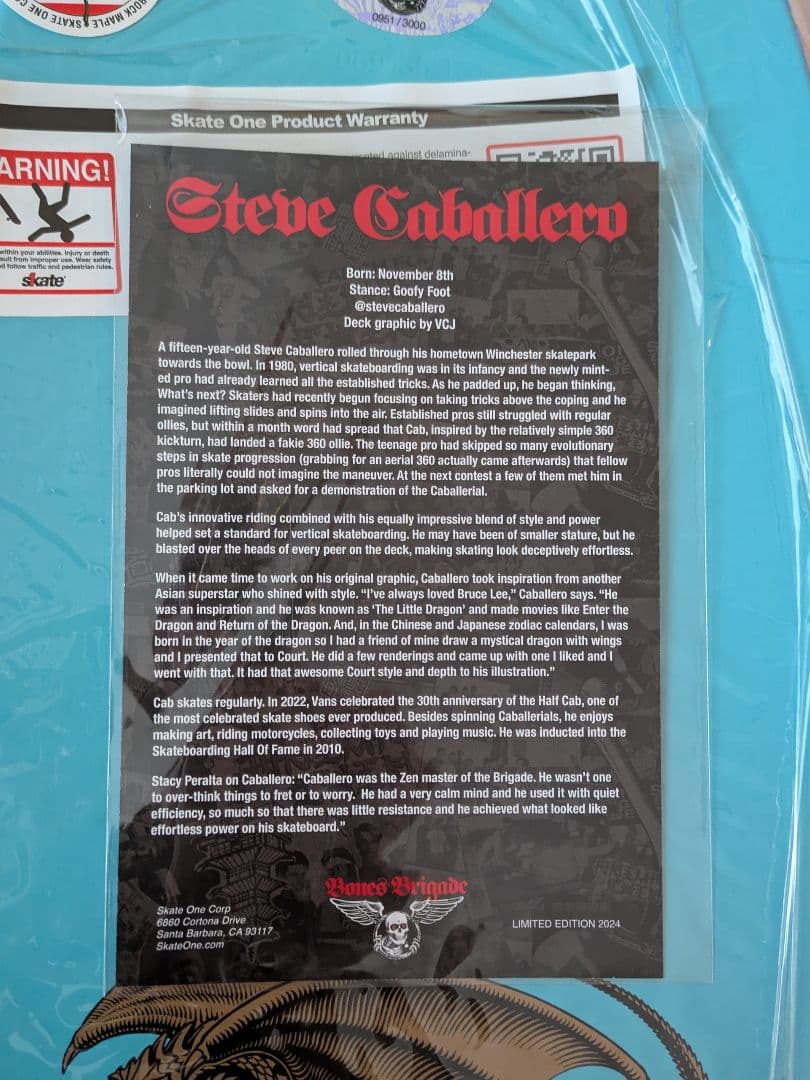 ROCK MAPLE SKATE ONE
0951/3000
Skate One Product Warranty
against delamina-
ARNING!
within your abilities. Injury or death
sult from improper use. Wear safety
d follow traffic and pedestrian rules.
skate
Steve Caballero
Born: November 8th
Stance: Goofy Foot
@stevecaballero
Deck graphic by VCJ
A fifteen-year-old Steve Caballero rolled through his hometown Winchester skatepark
towards the bowl. In 1980, vertical skateboarding was in its infancy and the newly mint-
ed pro had already learned all the established tricks. As he padded up, he began thinking,
What's next? Skaters had recently begun focusing on taking tricks above the coping and he
imagined lifting slides and spins into the air. Established pros still struggled with regular
ollies, but within a month word had spread that Cab, inspired by the relatively simple 360
kickturn, had landed a fakie 360 ollie. The teenage pro had skipped so many evolutionary
steps in skate progression (grabbing for an aerial 360 actually came afterwards) that fellow
pros literally could not imagine the maneuver. At the next contest a few of them met him in
the parking lot and asked for a demonstration of the Caballerial.
Cab's innovative riding combined with his equally impressive blend of style and power
helped set a standard for vertical skateboarding. He may have been of smaller stature, but he
blasted over the heads of every peer on the deck, making skating look deceptively effortless.
When it came time to work on his original graphic, Caballero took inspiration from another
Asian superstar who shined with style. "I've always loved Bruce Lee," Caballero says. "He
was an inspiration and he was known as 'The Little Dragon' and made movies like Enter the
Dragon and Return of the Dragon. And, in the Chinese and Japanese zodiac calendars, I was
born in the year of the dragon so I had a friend of mine draw a mystical dragon with wings
and I presented that to Court. He did a few renderings and came up with one I liked and I
went with that. It had that awesome Court style and depth to his illustration."
Cab skates regularly. In 2022, Vans celebrated the 30th anniversary of the Half Cab, one of
the most celebrated skate shoes ever produced. Besides spinning Caballerials, he enjoys
making art, riding motorcycles, collecting toys and playing music. He was inducted into the
Skateboarding Hall Of Fame in 2010.
Stacy Peralta on Caballero: "Caballero was the Zen master of the Brigade. He wasn't one
to over-think things to fret or to worry.  He had a very calm mind and he used it with quiet
efficiency, so much so that there was little resistance and he achieved what looked like
effortless power on his skateboard."
Bones Brigade
Skate One Corp
6860 Cortona Drive
Santa Barbara, CA 93117
SkateOne.com
LIMITED EDITION 2024